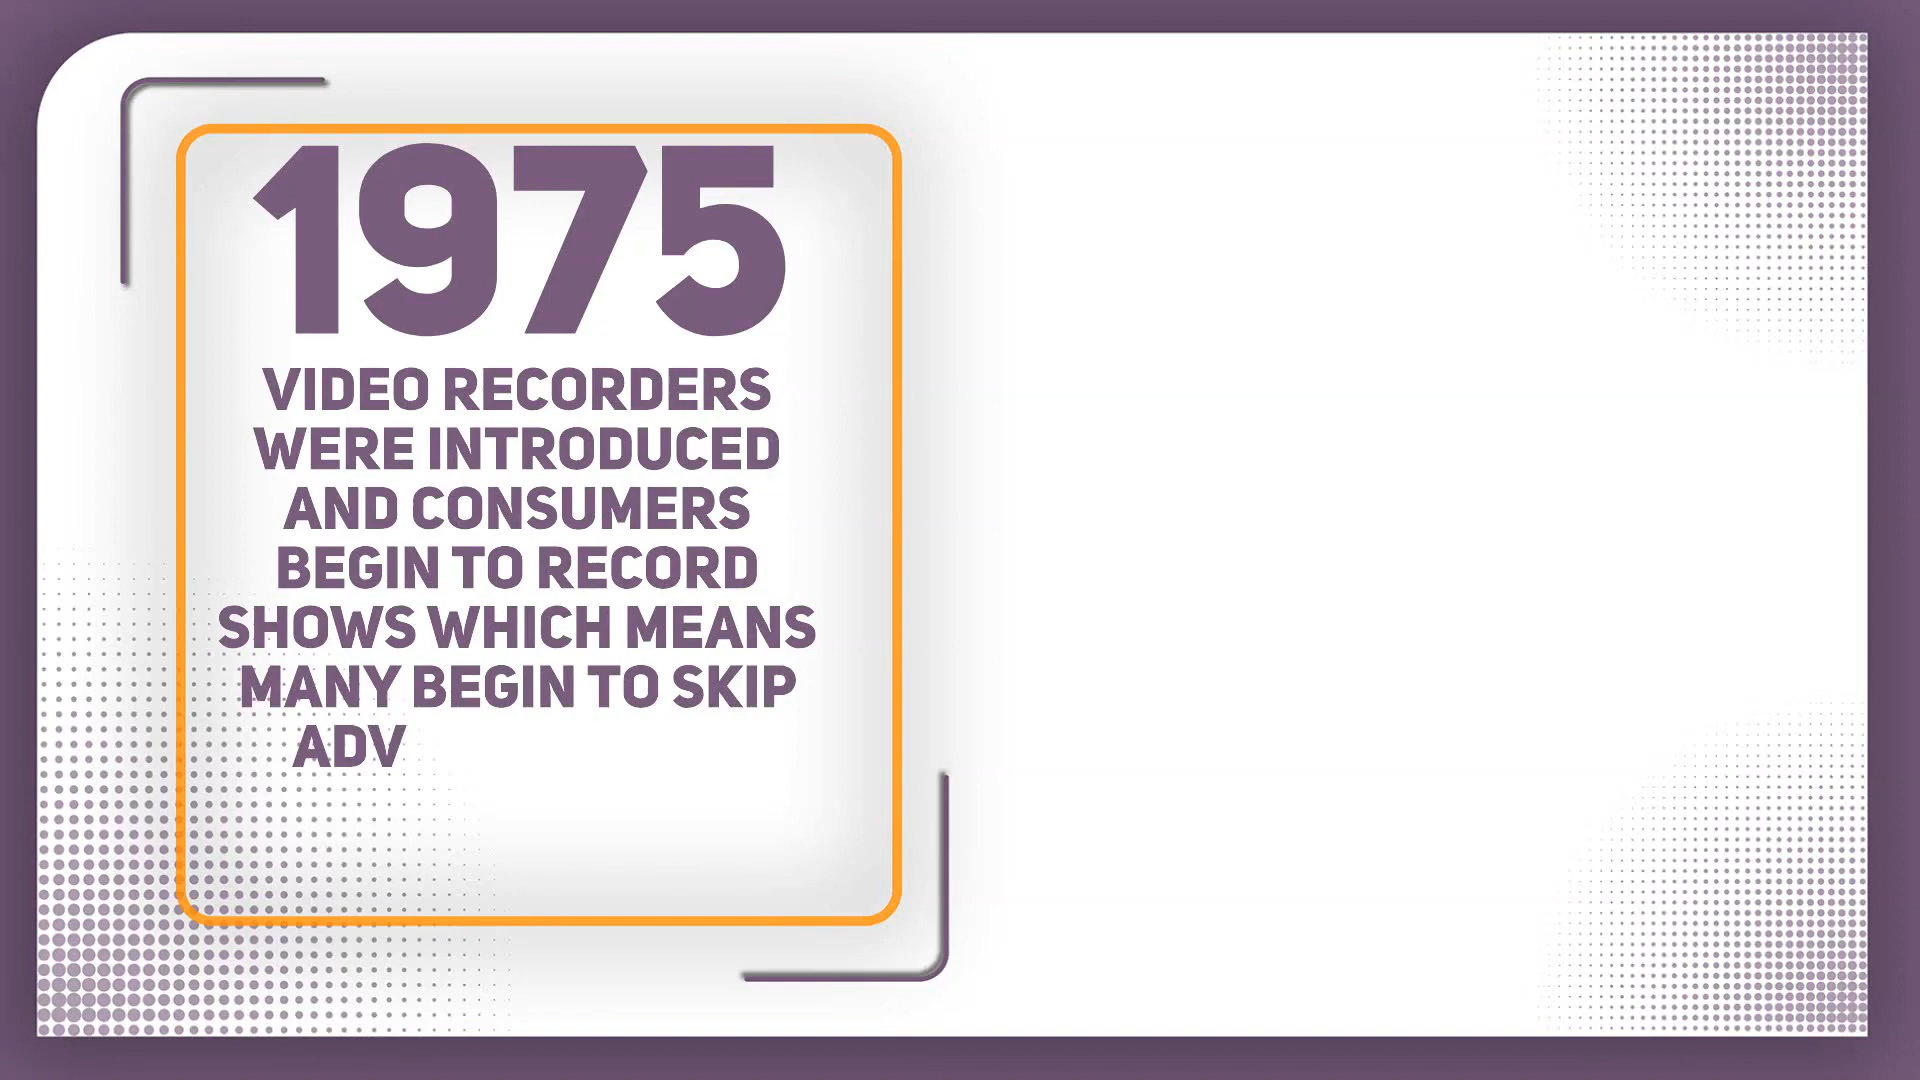 1975
VIDEO RECORDERS
WERE INTRODUCED
AND CONSUMERS
BEGIN TO RECORD
SHOWS WHICH MEANS
MANY BEGIN TO SKIP
ADV